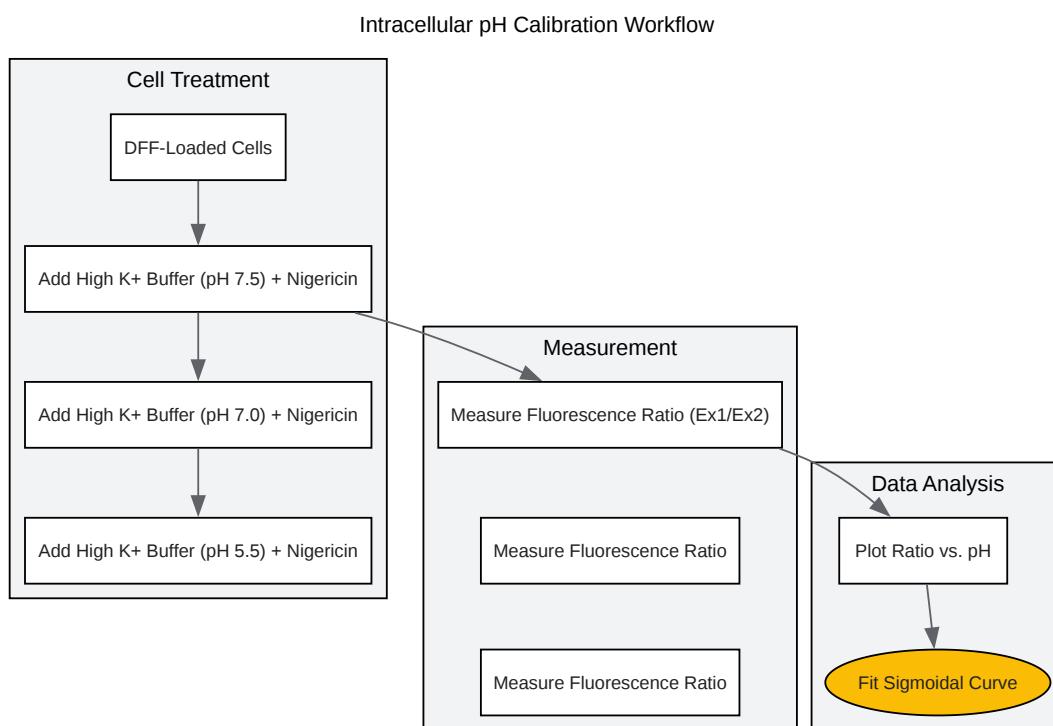 Intracellular pH Calibration Workflow
Cell Treatment
DFF-Loaded Cells
Add High K+ Buffer (pH 7.5) + Nigericin
Add High K+ Buffer (pH 7.0) + Nigericin
Add High K+ Buffer (pH 5.5) + Nigericin
Measurement
Measure Fluorescence Ratio (Ex1/Ex2)
Measure Fluorescence Ratio
Measure Fluorescence Ratio
Data Analysis
Plot Ratio vs. pH
Fit Sigmoidal Curve